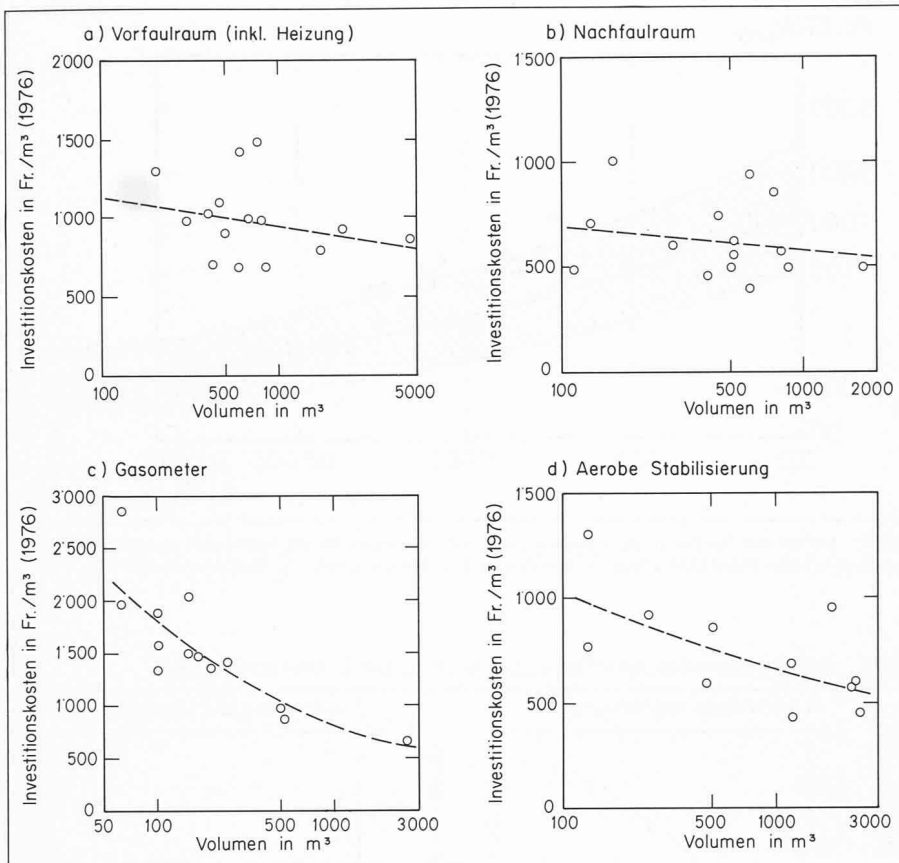 a) Vorfaulraum (inkl. Heizung)
Investitionskosten in Fr./m³ (1976)
2'000
1'500
1'000
500
0
100 500 1000 5000
Volumen in m³
b) Nachfaulraum
Investitionskosten in Fr./m³ (1976)
1'500
1'000
500
0
100 500 1000 2000
Volumen in m³
c) Gasometer
Investitionskosten in Fr./m³ (1976)
3'000
2'500
2'000
1'500
1000
500
0
50 100 500 1000 3000
Volumen in m³
d) Aerobe Stabilisierung
Investitionskosten in Fr./m³ (1976)
1'500
1000
500
0
100 500 1000 3000
Volumen in m³